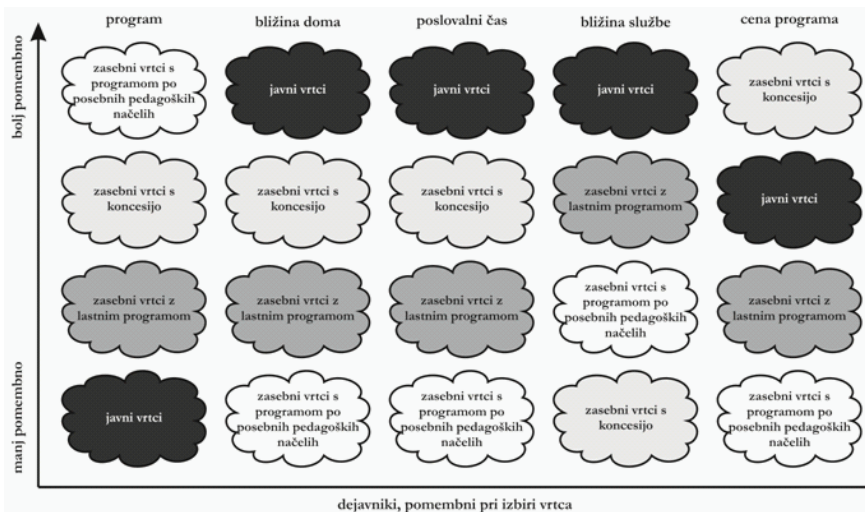 program
bližina doma
poslovalni čas
bližina službe
cena programa
bolj pomembno
manj pomembno
zasebni vrtci s
programom po
posebnih pedagoških
načelih
javni vrtci
javni vrtci
javni vrtci
zasebni vrtci s
koncesijo
zasebni vrtci s
koncesijo
zasebni vrtci s
koncesijo
zasebni vrtci s
koncesijo
zasebni vrtci z
lastnim programom
javni vrtci
zasebni vrtci z
lastnim programom
zasebni vrtci z
lastnim programom
zasebni vrtci z
lastnim programom
zasebni vrtci s
programom po
posebnih pedagoških
načelih
zasebni vrtci z
lastnim programom
javni vrtci
zasebni vrtci s
programom po
posebnih pedagoških
načelih
zasebni vrtci s
programom po
posebnih pedagoških
načelih
zasebni vrtci s
koncesijo
zasebni vrtci s
programom po
posebnih pedagoških
načelih
dejavniki, pomembni pri izbiri vrtca